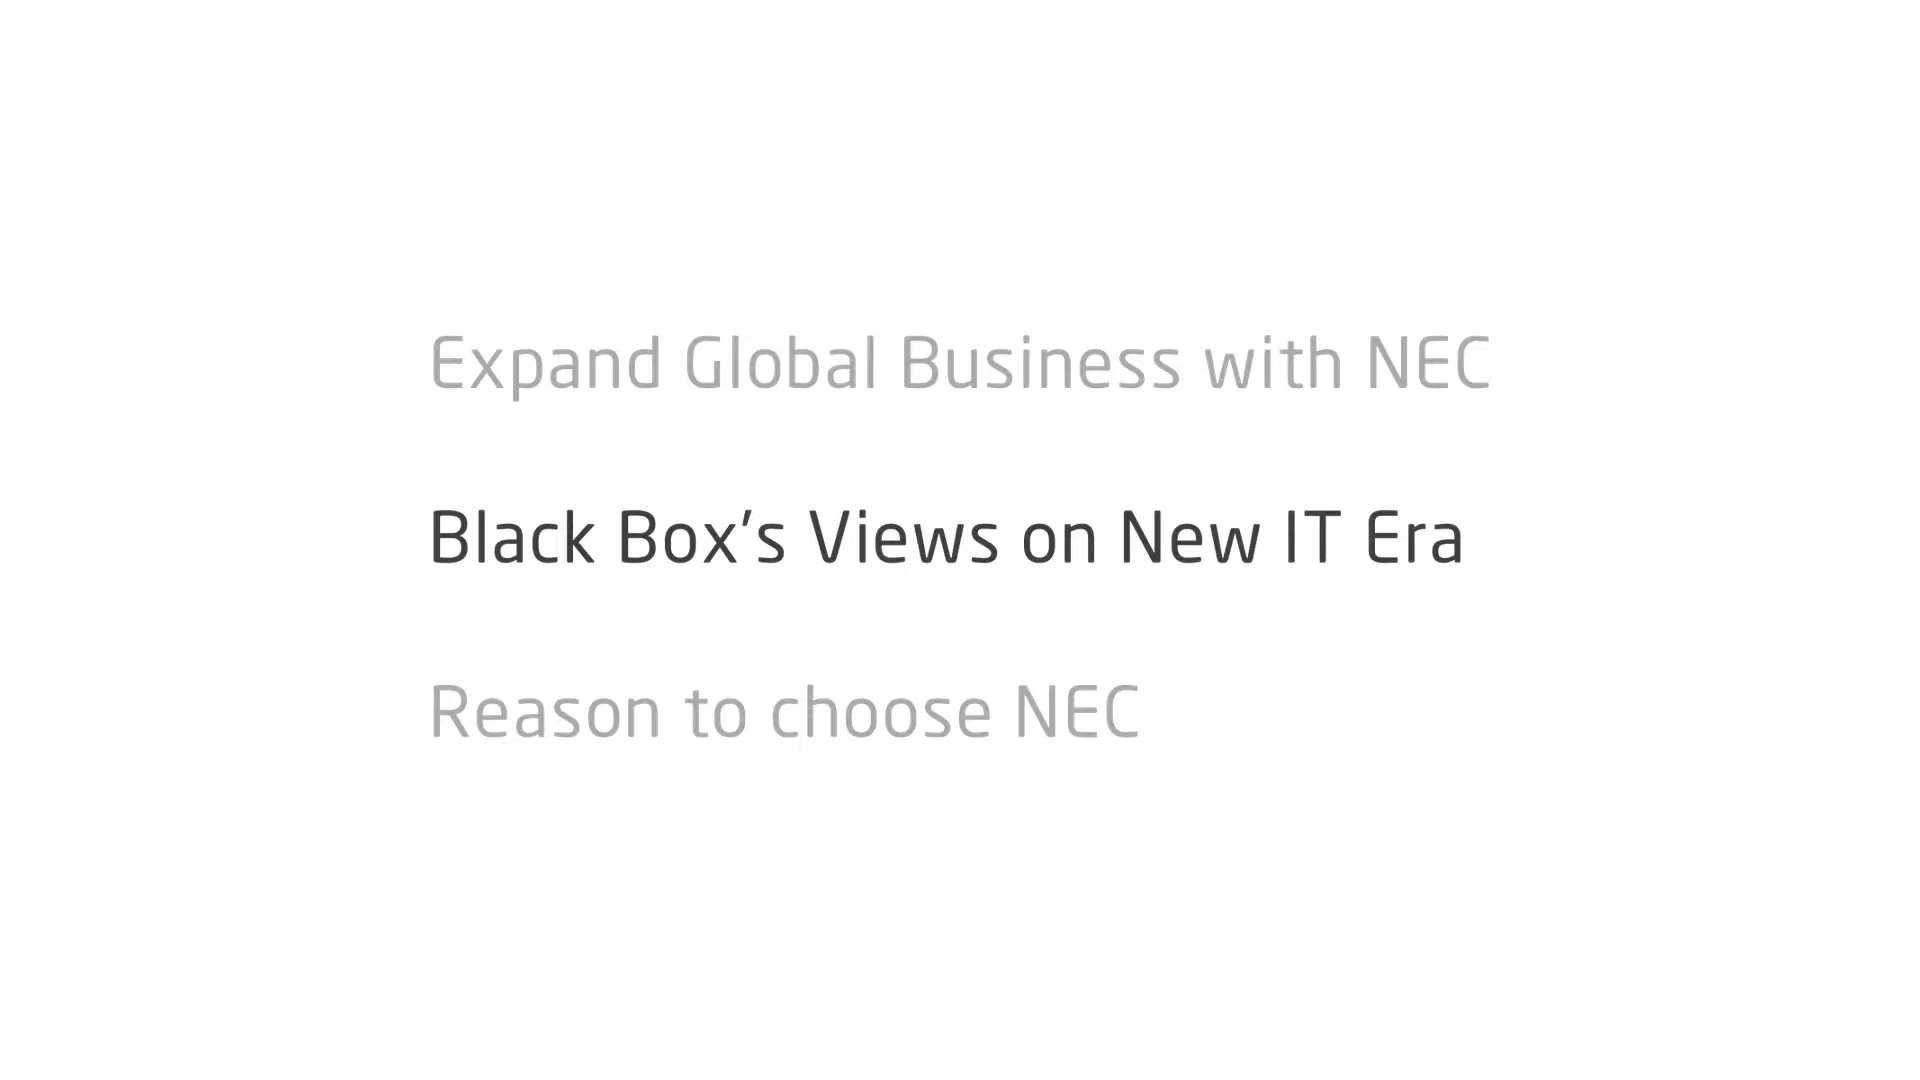 Expand Global Business with NEC
Black Box’s Views on New IT Era
Reason to choose NEC